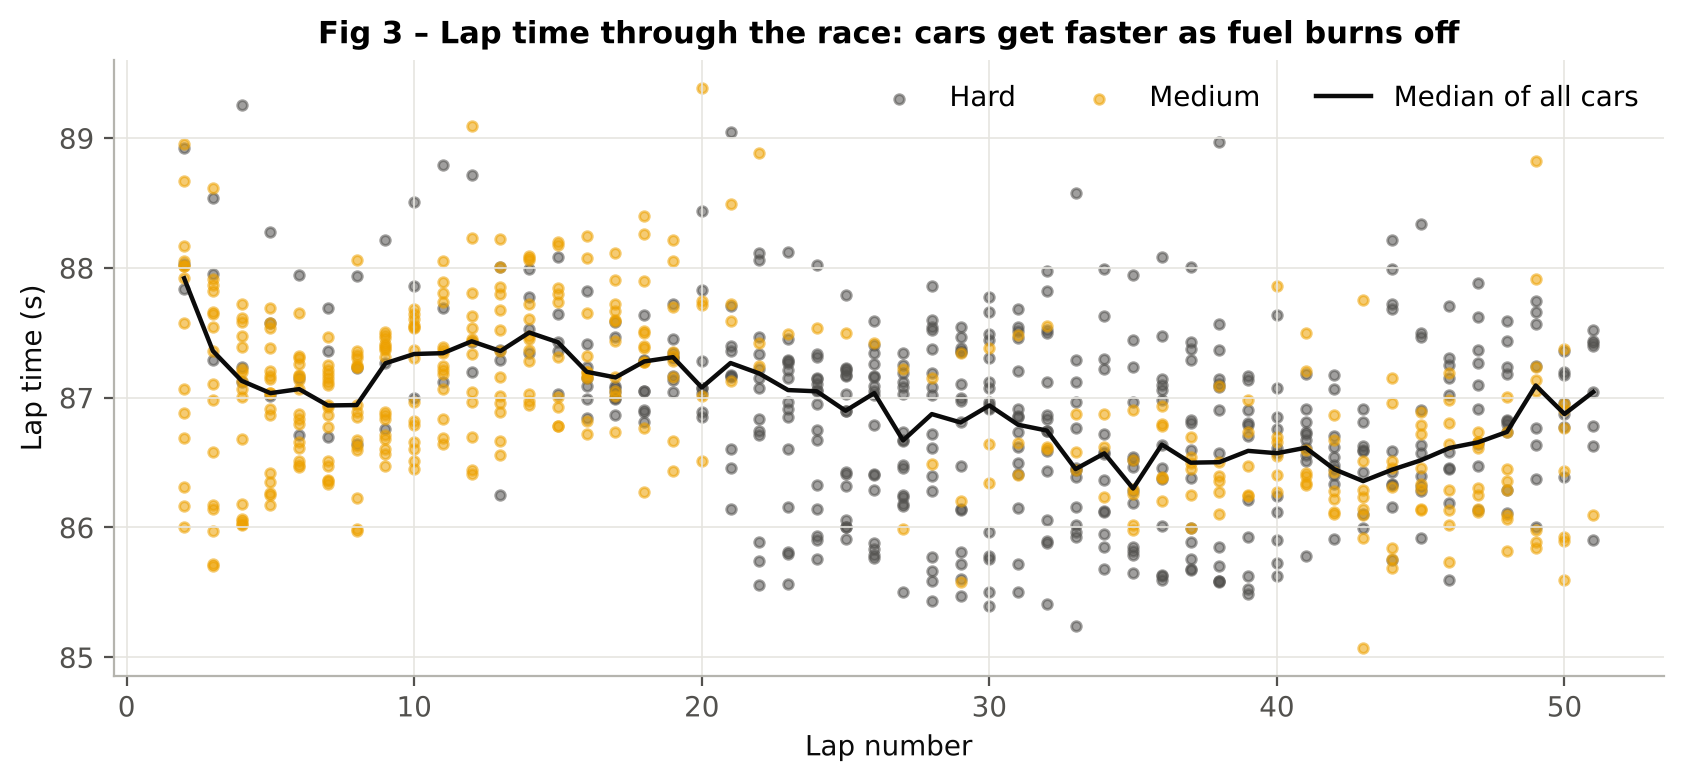 Fig 3 – Lap time through the race: cars get faster as fuel burns off
Hard
Medium
Median of all cars
Lap time (s)
89
88
87
86
85
0
10
20
30
40
50
Lap number